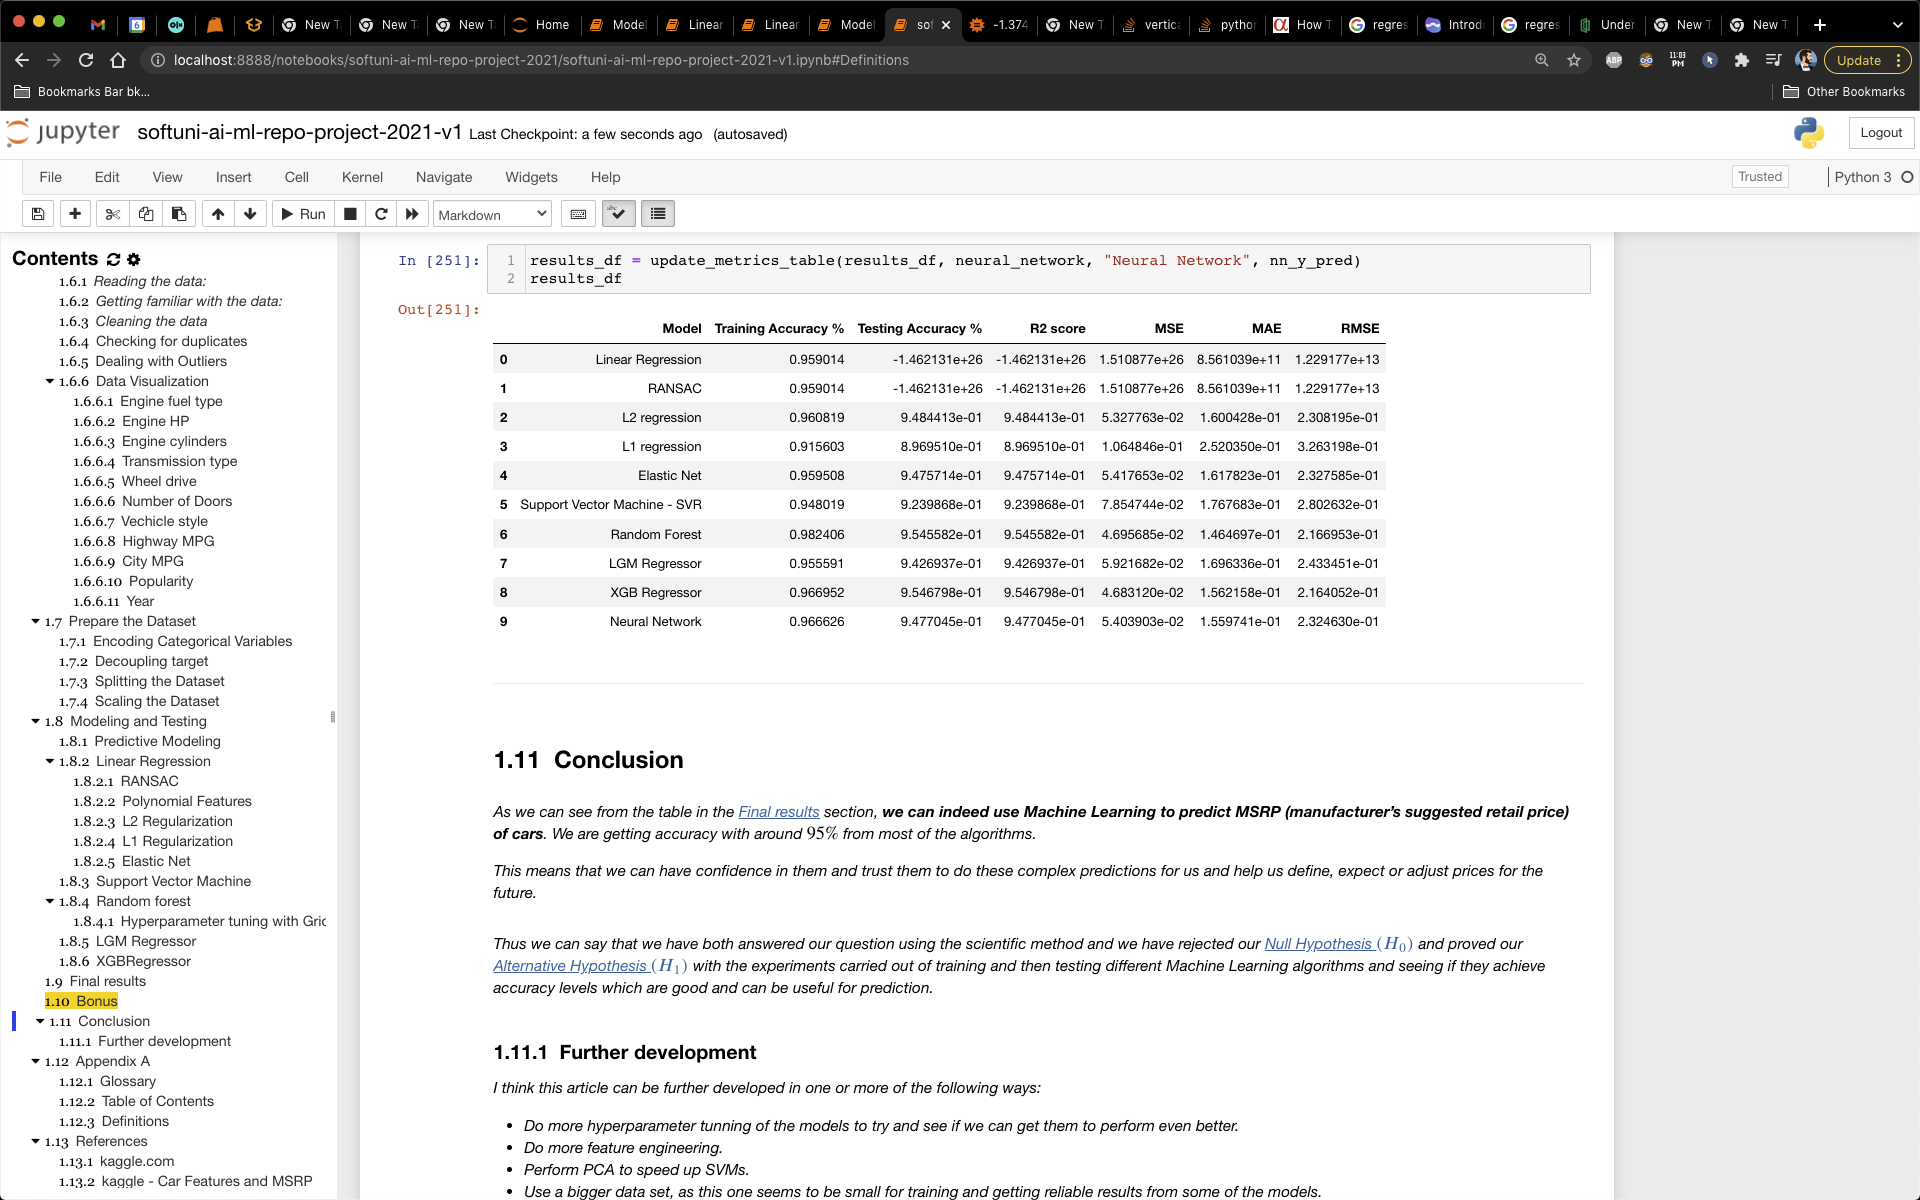 New T
New T
New T
Home
Model
Linear
Linear
Model
sof
-1.374
New T
vertica
python
How T
regres
Introd
regres
Under
New T
New T
localhost:8888/notebooks/softuni-ai-ml-repo-project-2021/softuni-ai-ml-repo-project-2021-v1.ipynb#Definitions
ABP
11:03 PM
Update
Bookmarks Bar bk...
Other Bookmarks
jupyter softuni-ai-ml-repo-project-2021-v1 Last Checkpoint: a few seconds ago (autosaved)
Logout
File Edit View Insert Cell Kernel Navigate Widgets Help
Trusted
Python 3
Run
Markdown
Contents
1.6.1 Reading the data:
1.6.2 Getting familiar with the data:
1.6.3 Cleaning the data
1.6.4 Checking for duplicates
1.6.5 Dealing with Outliers
1.6.6 Data Visualization
1.6.6.1 Engine fuel type
1.6.6.2 Engine HP
1.6.6.3 Engine cylinders
1.6.6.4 Transmission type
1.6.6.5 Wheel drive
1.6.6.6 Number of Doors
1.6.6.7 Vechicle style
1.6.6.8 Highway MPG
1.6.6.9 City MPG
1.6.6.10 Popularity
1.6.6.11 Year
1.7 Prepare the Dataset
1.7.1 Encoding Categorical Variables
1.7.2 Decoupling target
1.7.3 Splitting the Dataset
1.7.4 Scaling the Dataset
1.8 Modeling and Testing
1.8.1 Predictive Modeling
1.8.2 Linear Regression
1.8.2.1 RANSAC
1.8.2.2 Polynomial Features
1.8.2.3 L2 Regularization
1.8.2.4 L1 Regularization
1.8.2.5 Elastic Net
1.8.3 Support Vector Machine
1.8.4 Random forest
1.8.4.1 Hyperparameter tuning with Gric
1.8.5 LGM Regressor
1.8.6 XGBRegressor
1.9 Final results
1.10 Bonus
1.11 Conclusion
1.11.1 Further development
1.12 Appendix A
1.12.1 Glossary
1.12.2 Table of Contents
1.12.3 Definitions
1.13 References
1.13.1 kaggle.com
1.13.2 kaggle - Car Features and MSRP
In [251]:
1 results_df = update_metrics_table(results_df, neural_network, "Neural Network", nn_y_pred)
2 results_df
Out[251]:
Model Training Accuracy % Testing Accuracy % R2 score MSE MAE RMSE
0 Linear Regression 0.959014 -1.462131e+26 -1.462131e+26 1.510877e+26 8.561039e+11 1.229177e+13
1 RANSAC 0.959014 -1.462131e+26 -1.462131e+26 1.510877e+26 8.561039e+11 1.229177e+13
2 L2 regression 0.960819 9.484413e-01 9.484413e-01 5.327763e-02 1.600428e-01 2.308195e-01
3 L1 regression 0.915603 8.969510e-01 8.969510e-01 1.064846e-01 2.520350e-01 3.263198e-01
4 Elastic Net 0.959508 9.475714e-01 9.475714e-01 5.417653e-02 1.617823e-01 2.327585e-01
5 Support Vector Machine - SVR 0.948019 9.239868e-01 9.239868e-01 7.854744e-02 1.767683e-01 2.802632e-01
6 Random Forest 0.982406 9.545582e-01 9.545582e-01 4.695685e-02 1.464697e-01 2.166953e-01
7 LGM Regressor 0.955591 9.426937e-01 9.426937e-01 5.921682e-02 1.696336e-01 2.433451e-01
8 XGB Regressor 0.966952 9.546798e-01 9.546798e-01 4.683120e-02 1.562158e-01 2.164052e-01
9 Neural Network 0.966626 9.477045e-01 9.477045e-01 5.403903e-02 1.559741e-01 2.324630e-01
1.11 Conclusion
As we can see from the table in the Final results section, we can indeed use Machine Learning to predict MSRP (manufacturer's suggested retail price)
of cars. We are getting accuracy with around 95% from most of the algorithms.
This means that we can have confidence in them and trust them to do these complex predictions for us and help us define, expect or adjust prices for the
future.
Thus we can say that we have both answered our question using the scientific method and we have rejected our Null Hypothesis (H0) and proved our
Alternative Hypothesis (H1) with the experiments carried out of training and then testing different Machine Learning algorithms and seeing if they achieve
accuracy levels which are good and can be useful for prediction.
1.11.1 Further development
I think this article can be further developed in one or more of the following ways:
• Do more hyperparameter tunning of the models to try and see if we can get them to perform even better.
• Do more feature engineering.
• Perform PCA to speed up SVMs.
• Use a bigger data set, as this one seems to be small for training and getting reliable results from some of the models.